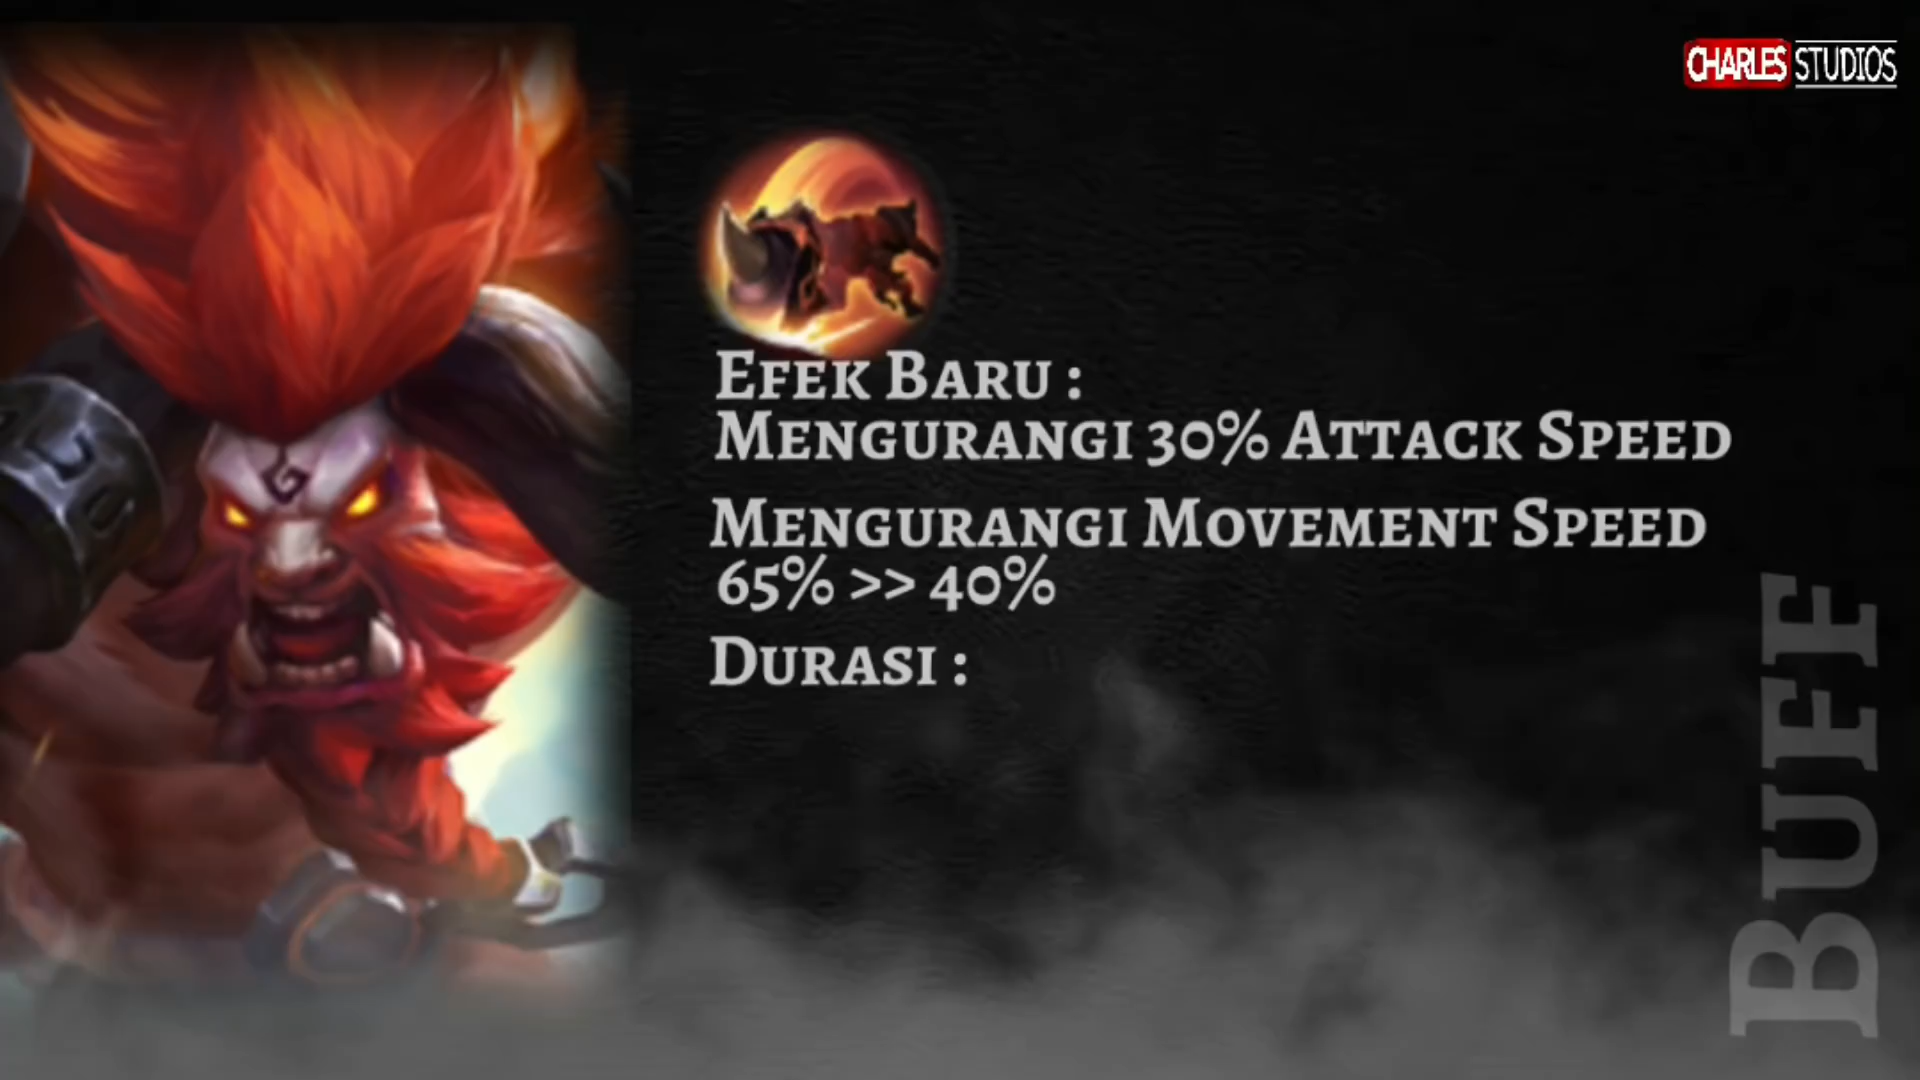 CHARLES STUDIOS
Efek Baru :
Mengurangi 30% Attack Speed
Mengurangi Movement Speed
65% >> 40%
Durasi :
BUFF